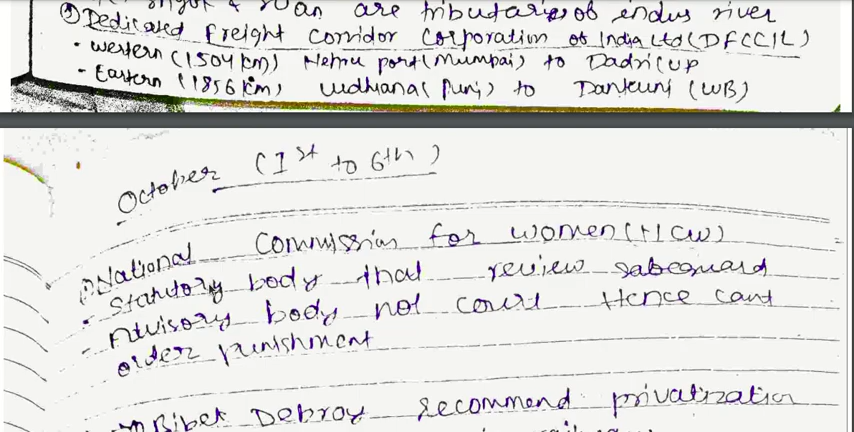 an are tributaries of indus river
Dedicated freight corridor corporation of India Ltd (DFCCIL)
• western (1504 km) Nehru port (Mumbai) to Dadri (UP
- Eastern (1856 km) Ludhiana (Punj) to Dankuni (WB)
October (1st to 6th)
1) National Commission for women (NCW)
• Statutory body that review safeguard
- Advisory body not court Hence cant
order punishment
Bibek Debroy recommend privatization